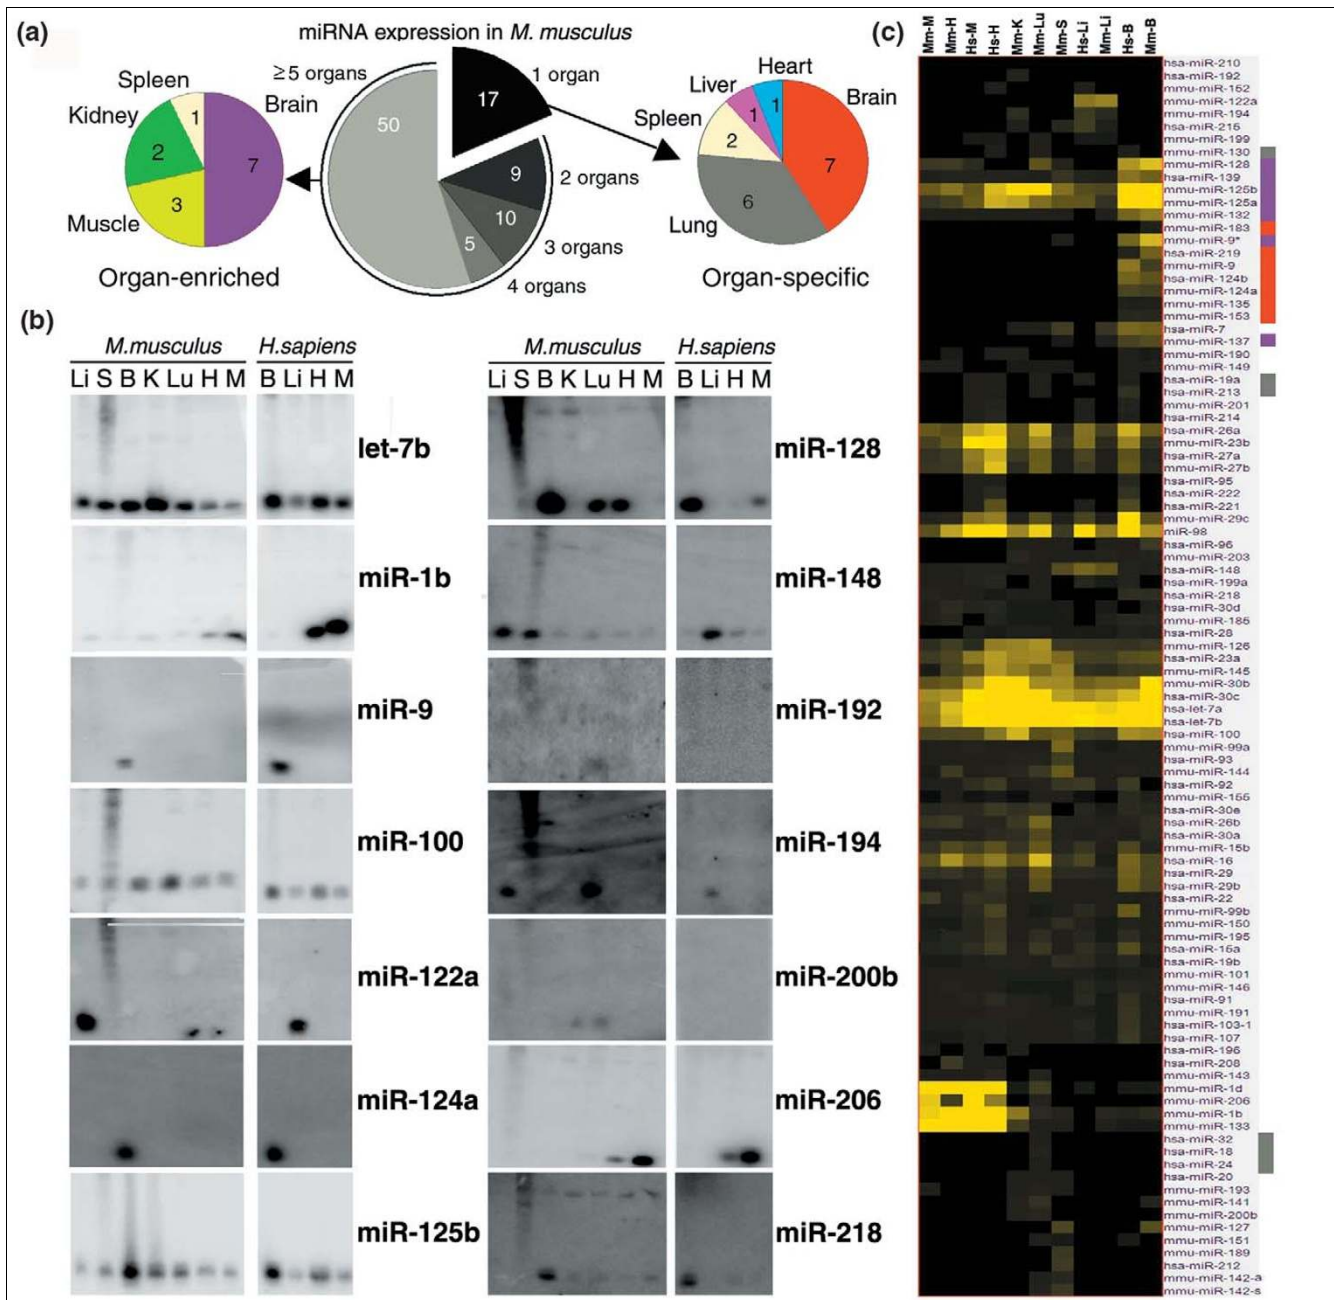 (a)
miRNA expression in M. musculus
≥5 organs
1 organ
17
50
9
2 organs
10
3 organs
5
4 organs
Spleen
Kidney
Brain
1
2
7
3
Muscle
Organ-enriched
Heart
Liver
Brain
Spleen
1
1
2
7
6
Lung
Organ-specific
(b)
M.musculus
H.sapiens
Li S B K Lu H M
B Li H M
let-7b
miR-1b
miR-9
miR-100
miR-122a
miR-124a
miR-125b
M.musculus
H.sapiens
Li S B K Lu H M
B Li H M
miR-128
miR-148
miR-192
miR-194
miR-200b
miR-206
miR-218
(c)
Mm-M
Mm-H
Hs-M
Hs-H
Mm-K
Mm-Lu
Mm-S
Hs-Li
Mm-Li
Hs-B
Mm-B
hsa-miR-210
hsa-miR-192
mmu-miR-152
mmu-miR-122a
mmu-miR-194
hsa-miR-215
mmu-miR-199
mmu-miR-130
mmu-miR-128
hsa-miR-139
mmu-miR-125b
mmu-miR-125a
mmu-miR-132
mmu-miR-183
mmu-miR-9*
hsa-miR-219
mmu-miR-9
hsa-miR-124b
mmu-miR-124a
mmu-miR-135
mmu-miR-153
hsa-miR-7
mmu-miR-137
mmu-miR-190
mmu-miR-149
hsa-miR-19a
hsa-miR-213
mmu-miR-201
hsa-miR-214
hsa-miR-26a
mmu-miR-23b
hsa-miR-27a
mmu-miR-27b
hsa-miR-95
hsa-miR-222
hsa-miR-221
mmu-miR-29c
miR-98
hsa-miR-96
mmu-miR-203
hsa-miR-148
hsa-miR-199a
hsa-miR-218
hsa-miR-30d
mmu-miR-185
hsa-miR-28
mmu-miR-126
hsa-miR-23a
mmu-miR-145
mmu-miR-30b
hsa-miR-30c
hsa-let-7a
hsa-let-7b
hsa-miR-100
mmu-miR-99a
hsa-miR-93
mmu-miR-144
hsa-miR-92
mmu-miR-155
hsa-miR-30e
hsa-miR-26b
hsa-miR-30a
mmu-miR-15b
hsa-miR-16
hsa-miR-29
hsa-miR-29b
hsa-miR-22
mmu-miR-99b
mmu-miR-150
mmu-miR-195
hsa-miR-15a
hsa-miR-19b
mmu-miR-101
mmu-miR-146
hsa-miR-91
mmu-miR-191
hsa-miR-103-1
hsa-miR-107
hsa-miR-196
hsa-miR-208
mmu-miR-143
mmu-miR-1d
mmu-miR-206
mmu-miR-1b
mmu-miR-133
hsa-miR-32
hsa-miR-18
hsa-miR-24
hsa-miR-20
mmu-miR-193
mmu-miR-141
mmu-miR-200b
mmu-miR-127
mmu-miR-151
mmu-miR-189
hsa-miR-212
mmu-miR-142-a
mmu-miR-142-s